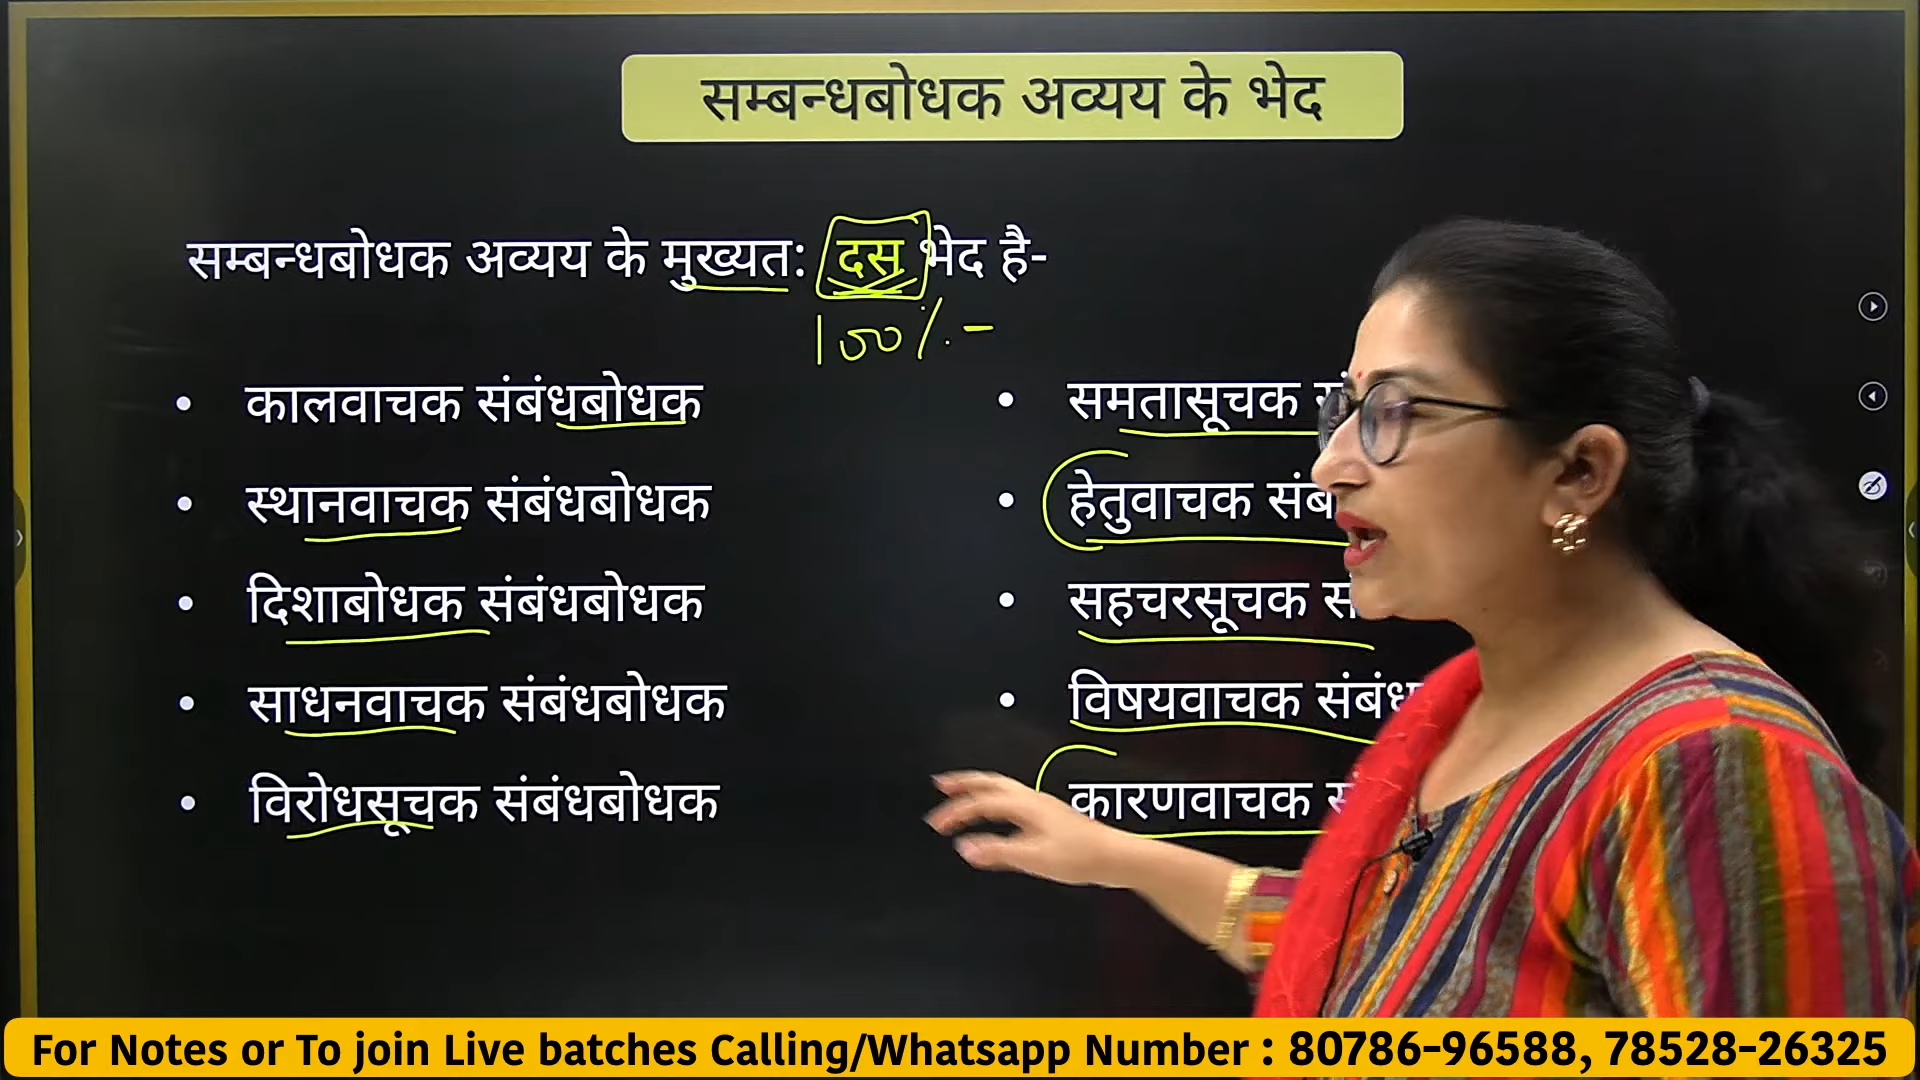 सम्बन्धबोधक अव्यय के भेद
सम्बन्धबोधक अव्यय के मुख्यत: दस भेद है-
100%-
• कालवाचक संबंधबोधक
• स्थानवाचक संबंधबोधक
• दिशाबोधक संबंधबोधक
• साधनवाचक संबंधबोधक
• विरोधसूचक संबंधबोधक
• समतासूचक
• हेतुवाचक
• सहचरसूचक
• विषयवाचक
• कारणवाचक
For Notes or To join Live batches Calling/Whatsapp Number : 80786-96588, 78528-26325